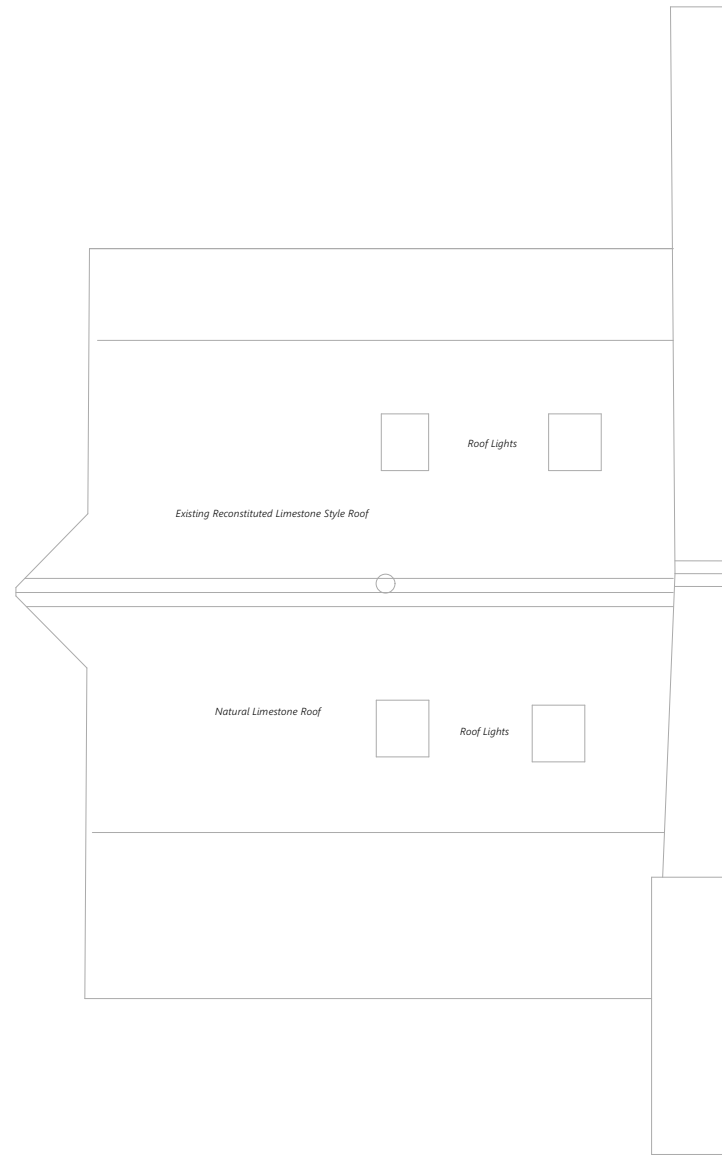 Roof Lights
Existing Reconstituted Limestone Style Roof
Natural Limestone Roof
Roof Lights